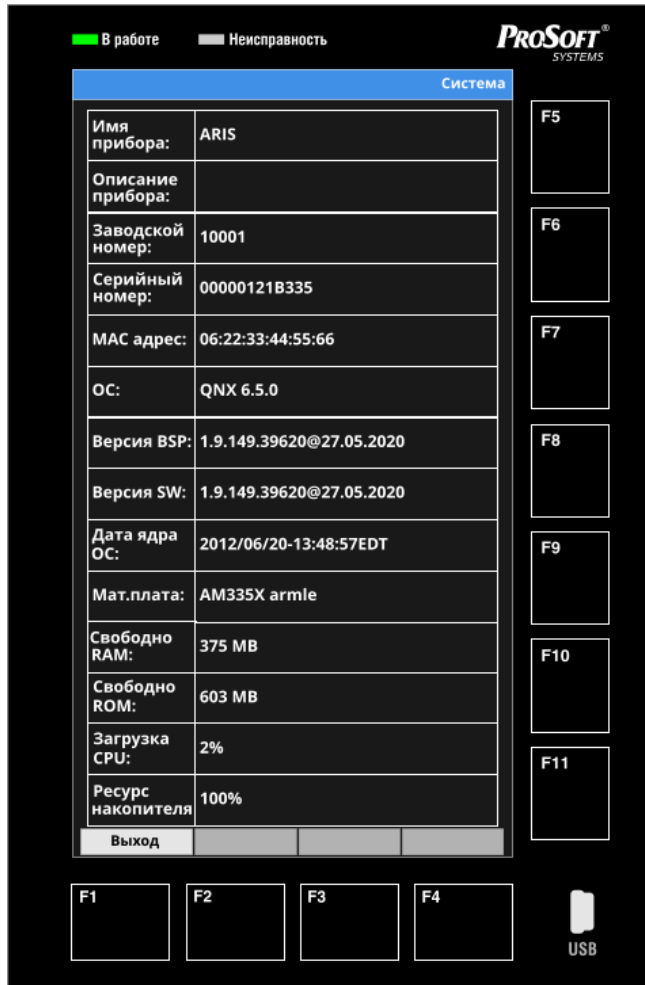 В работе
Неисправность
PROSOFT®
SYSTEMS
Система
Имя
прибора:
ARIS
Описание
прибора:
Заводской
номер:
10001
Серийный
номер:
00000121B335
МАС адрес:
06:22:33:44:55:66
ОС:
QNX 6.5.0
Версия BSP:
1.9.149.39620@27.05.2020
Версия SW:
1.9.149.39620@27.05.2020
Дата ядра
ОС:
2012/06/20-13:48:57EDT
Мат.плата:
AM335X armle
Свободно
RAM:
375 MB
Свободно
ROM:
603 MB
Загрузка
CPU:
2%
Ресурс
накопителя
100%
Выход
F5
F6
F7
F8
F9
F10
F11
F1
F2
F3
F4
USB